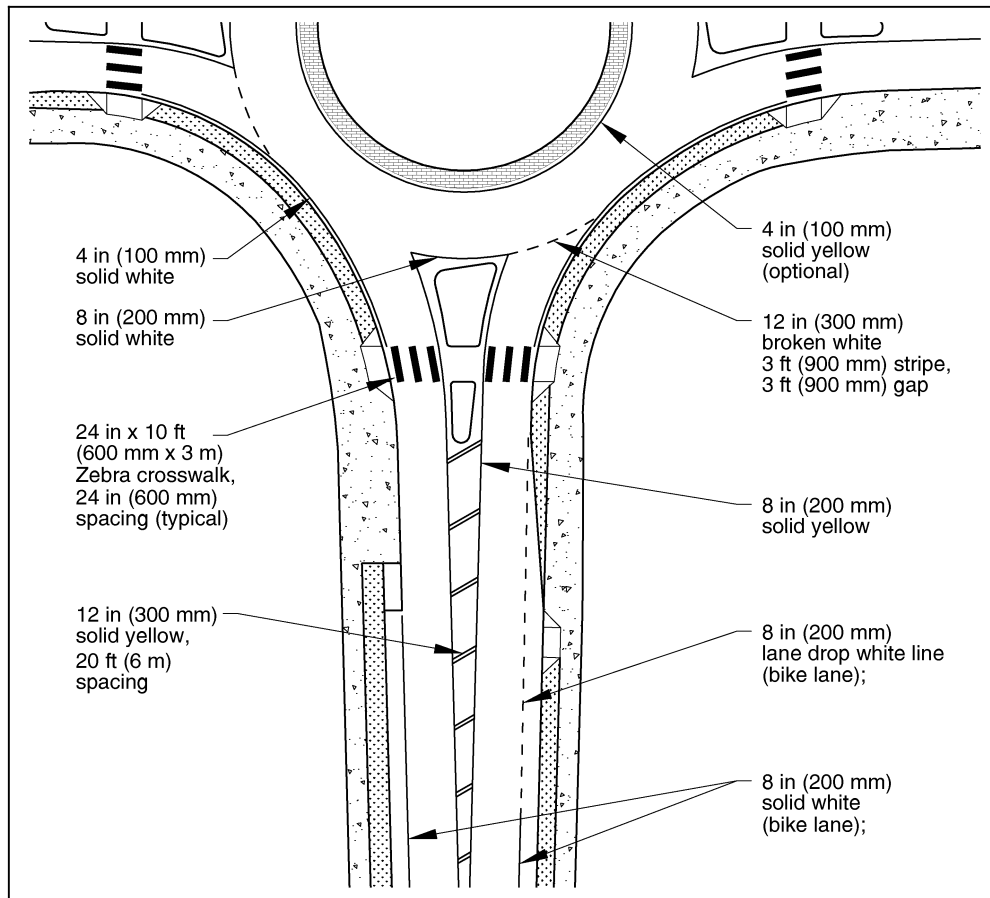 4 in (100 mm)
solid white
8 in (200 mm)
solid white
24 in x 10 ft
(600 mm x 3 m)
Zebra crosswalk,
24 in (600 mm)
spacing (typical)
12 in (300 mm)
solid yellow,
20 ft (6 m)
spacing
4 in (100 mm)
solid yellow
(optional)
12 in (300 mm)
broken white
3 ft (900 mm) stripe,
3 ft (900 mm) gap
8 in (200 mm)
solid yellow
8 in (200 mm)
lane drop white line
(bike lane);
8 in (200 mm)
solid white
(bike lane);